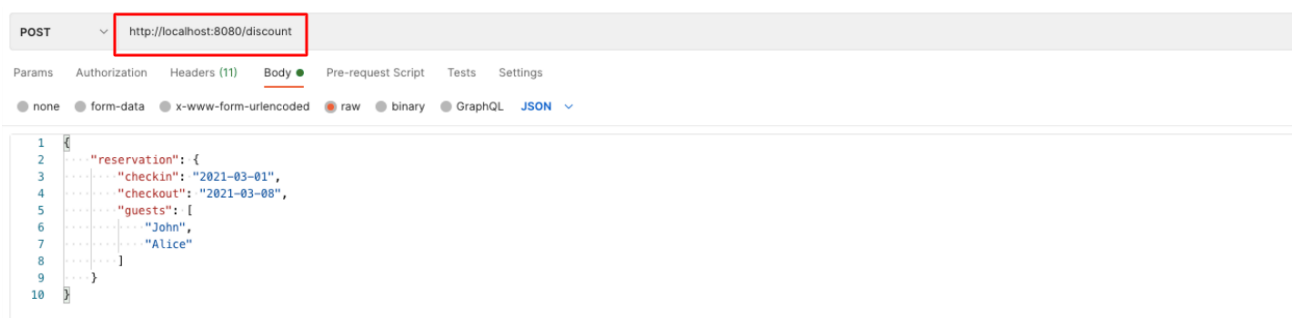 POST http://localhost:8080/discount
Params Authorization Headers (11) Body Pre-request Script Tests Settings
none form-data x-www-form-urlencoded raw binary GraphQL JSON
1 {
2 "reservation": {
3 "checkin": "2021-03-01",
4 "checkout": "2021-03-08",
5 "guests": [
6 "John",
7 "Alice"
8 ]
9 }
10 }